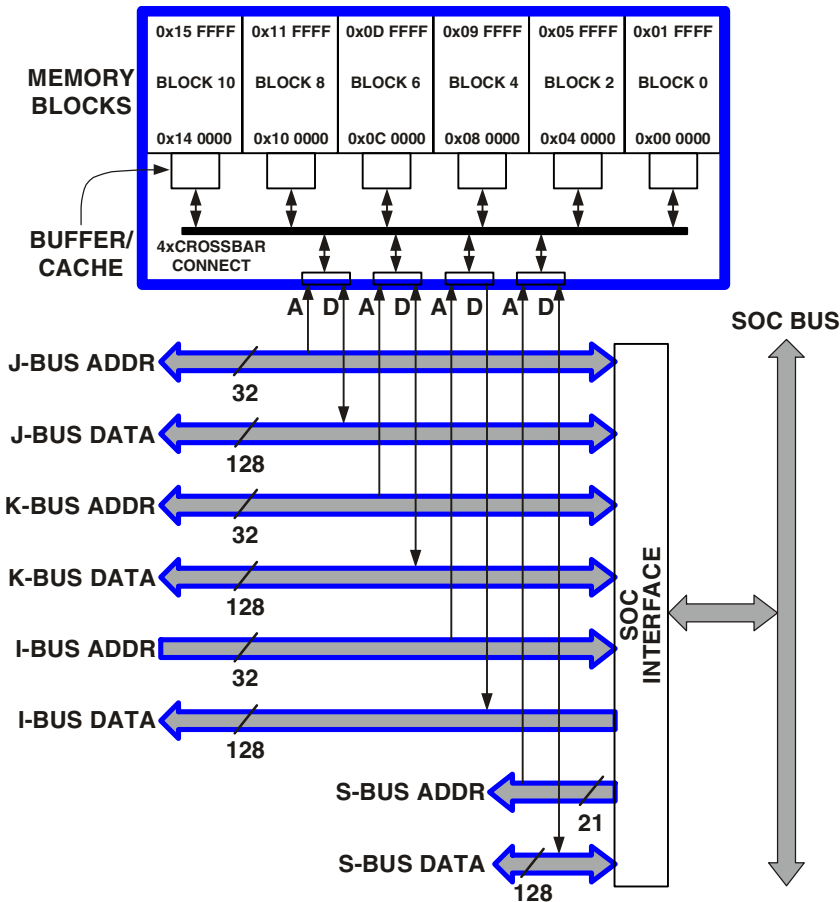 0x15 FFFF 0x11 FFFF 0x0D FFFF 0x09 FFFF 0x05 FFFF 0x01 FFFF
MEMORY
BLOCKS
BLOCK 10 BLOCK 8 BLOCK 6 BLOCK 4 BLOCK 2 BLOCK 0
0x14 0000 0x10 0000 0x0C 0000 0x08 0000 0x04 0000 0x00 0000
BUFFER/
CACHE
4xCROSSBAR
CONNECT
A D A D A D A D
SOC BUS
J-BUS ADDR
32
J-BUS DATA
128
K-BUS ADDR
32
K-BUS DATA
128
I-BUS ADDR
32
I-BUS DATA
128
S-BUS ADDR
21
S-BUS DATA
128
SOC
INTERFACE